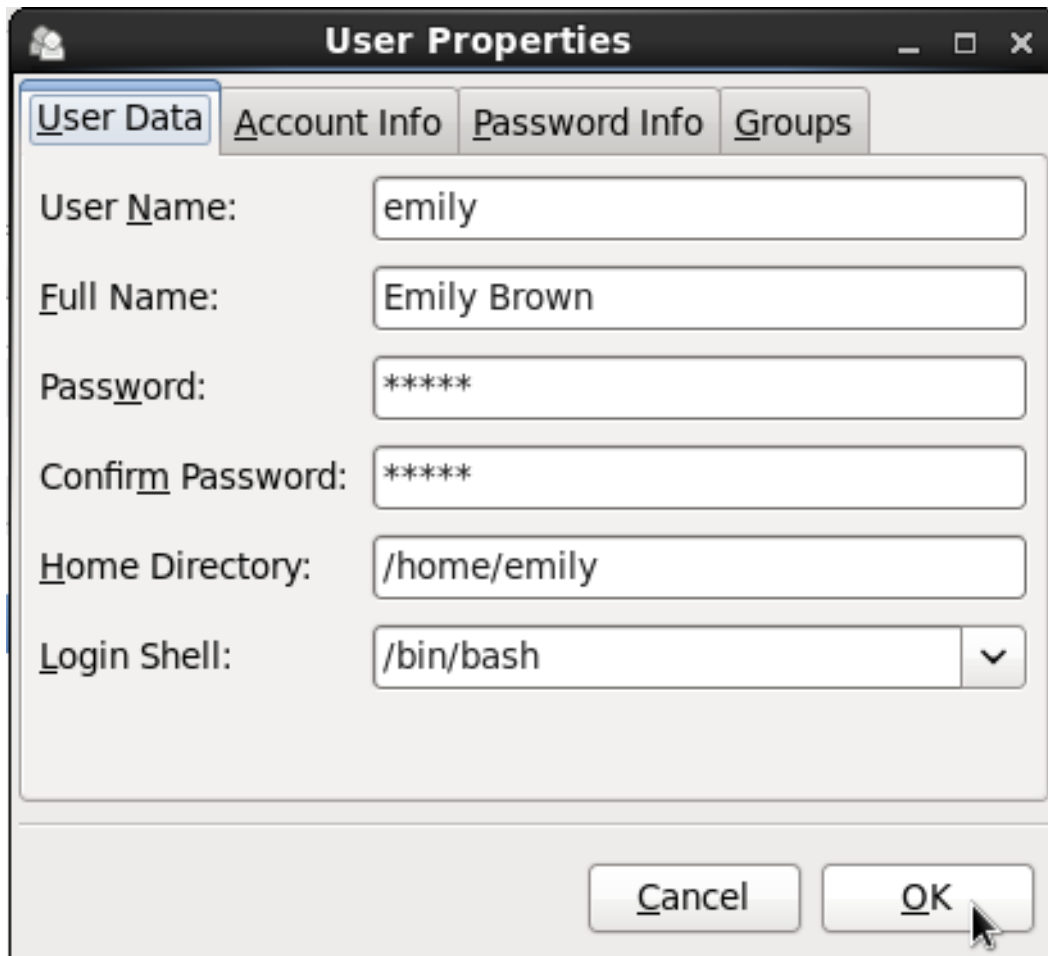 User Properties
User Data Account Info Password Info Groups
User Name: emily
Full Name: Emily Brown
Password: *****
Confirm Password: *****
Home Directory: /home/emily
Login Shell: /bin/bash
Cancel OK